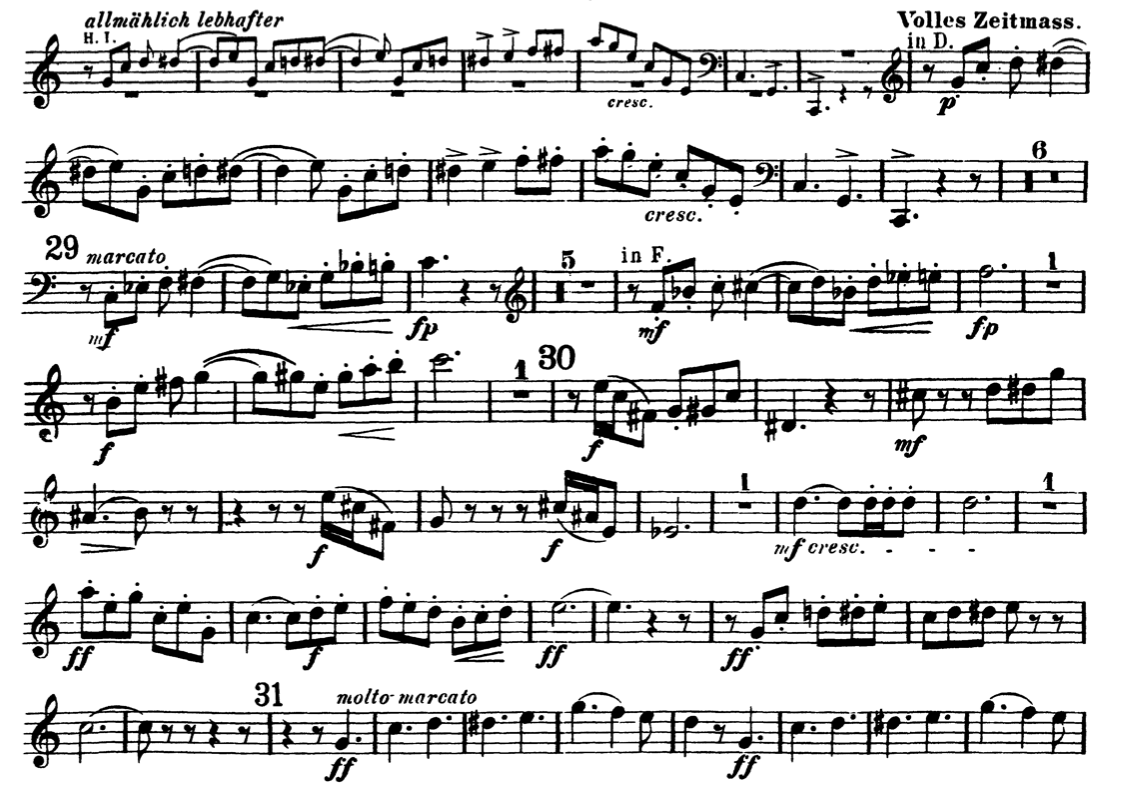 allmählich lebhafter Volles Zeitmass.
H. I. in D.
cresc. p
6
cresc.
29 marcato 5 in F. 1
mf fp mf fp
1 30
f f mf
1 1
f f mf cresc. - - -
ff f ff ff
31 molto marcato
ff ff